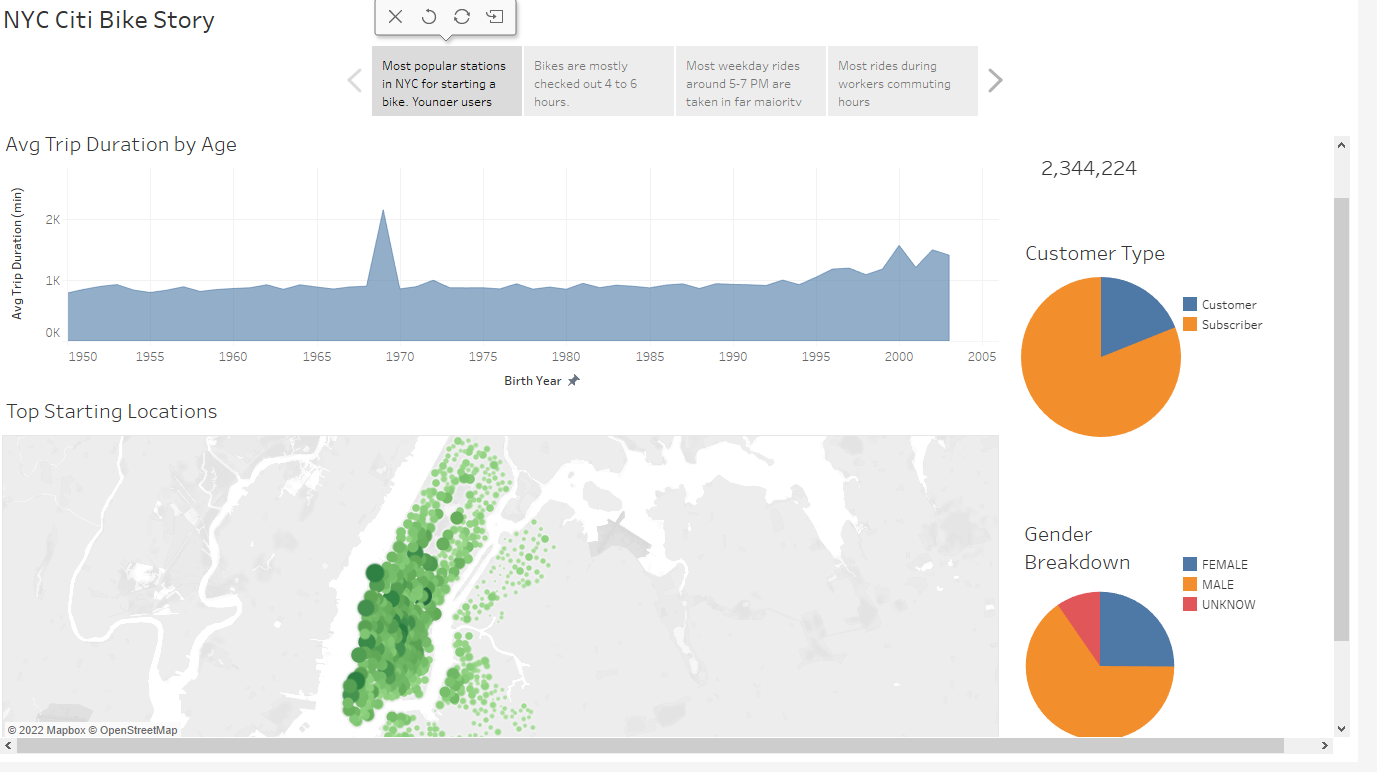 NYC Citi Bike Story
Most popular stations
in NYC for starting a
bike. Younger users
Bikes are mostly
checked out 4 to 6
hours.
Most weekday rides
around 5-7 PM are
taken in far majority
Most rides during
workers commuting
hours
Avg Trip Duration by Age
Avg Trip Duration (min)
2K
1K
0K
1950 1955 1960 1965 1970 1975 1980 1985 1990 1995 2000 2005
Birth Year
Top Starting Locations
© 2022 Mapbox © OpenStreetMap
2,344,224
Customer Type
Customer
Subscriber
Gender
Breakdown
FEMALE
MALE
UNKNOW